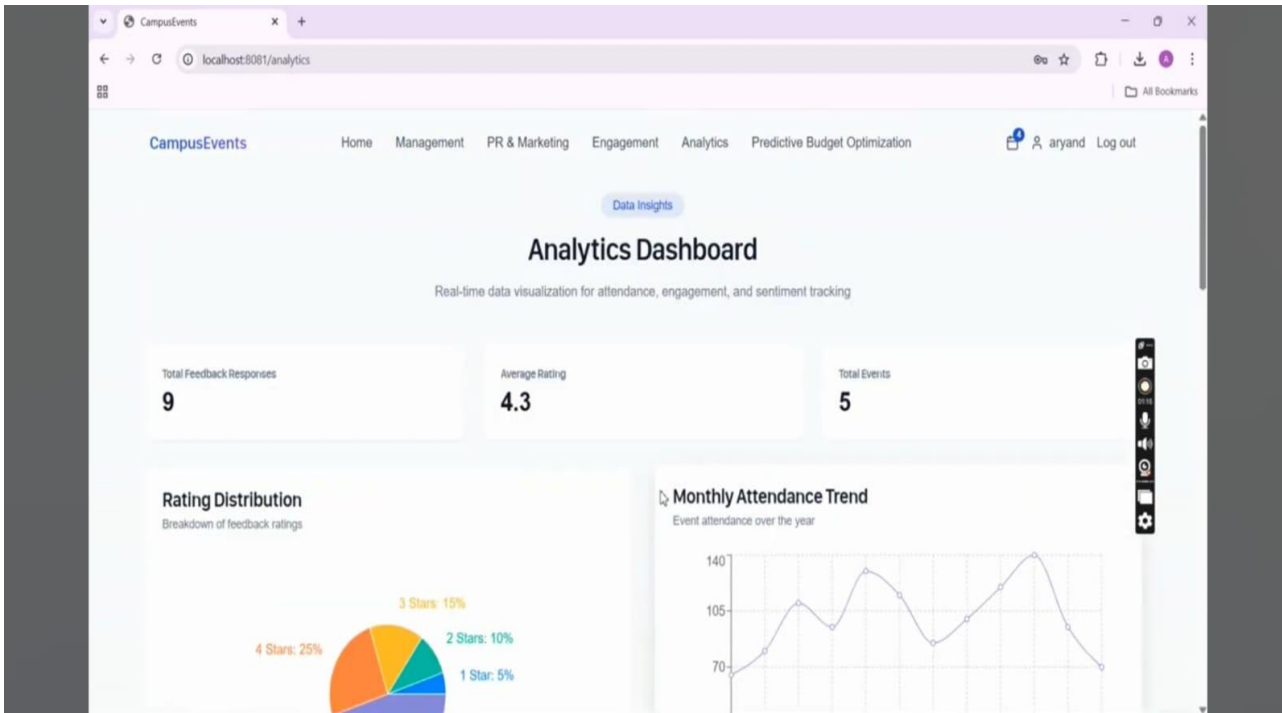 CampusEvents
localhost:8081/analytics
All Bookmarks
CampusEvents Home Management PR & Marketing Engagement Analytics Predictive Budget Optimization 4 aryand Log out
Data Insights
Analytics Dashboard
Real-time data visualization for attendance, engagement, and sentiment tracking
Total Feedback Responses
9
Average Rating
4.3
Total Events
5
01:15
Rating Distribution
Breakdown of feedback ratings
3 Stars: 15%
4 Stars: 25%
2 Stars: 10%
1 Star: 5%
Monthly Attendance Trend
Event attendance over the year
140
105
70